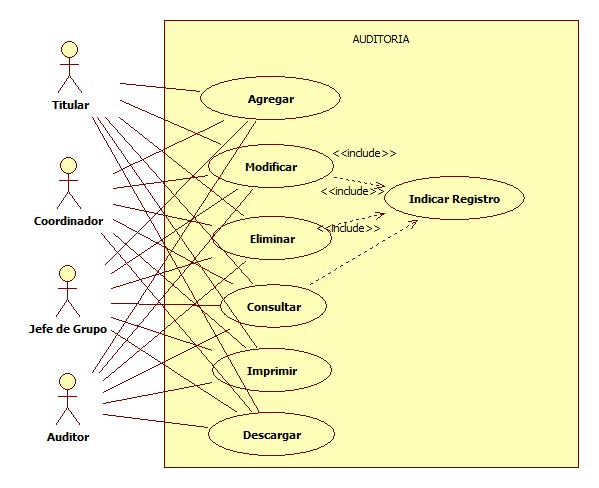 AUDITORIA
Titular
Agregar
Modificar
<<include>>
Coordinador
<<include>>
Indicar Registro
Eliminar
<<include>>
Jefe de Grupo
Consultar
Imprimir
Auditor
Descargar